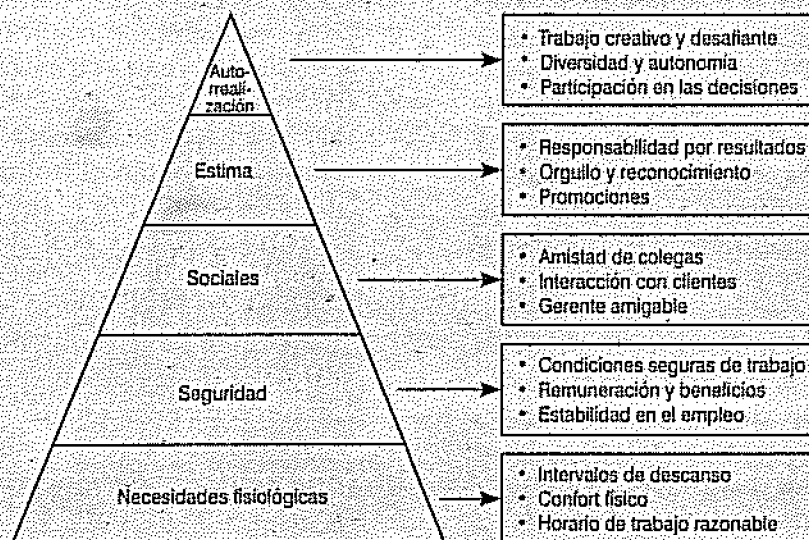 Auto-
rreali-
zación
• Trabajo creativo y desafiante
• Diversidad y autonomía
• Participación en las decisiones
Estima
• Responsabilidad por resultados
• Orgullo y reconocimiento
• Promociones
Sociales
• Amistad de colegas
• Interacción con clientes
• Gerente amigable
Seguridad
• Condiciones seguras de trabajo
• Remuneración y beneficios
• Estabilidad en el empleo
Necesidades fisiológicas
• Intervalos de descanso
• Confort físico
• Horario de trabajo razonable